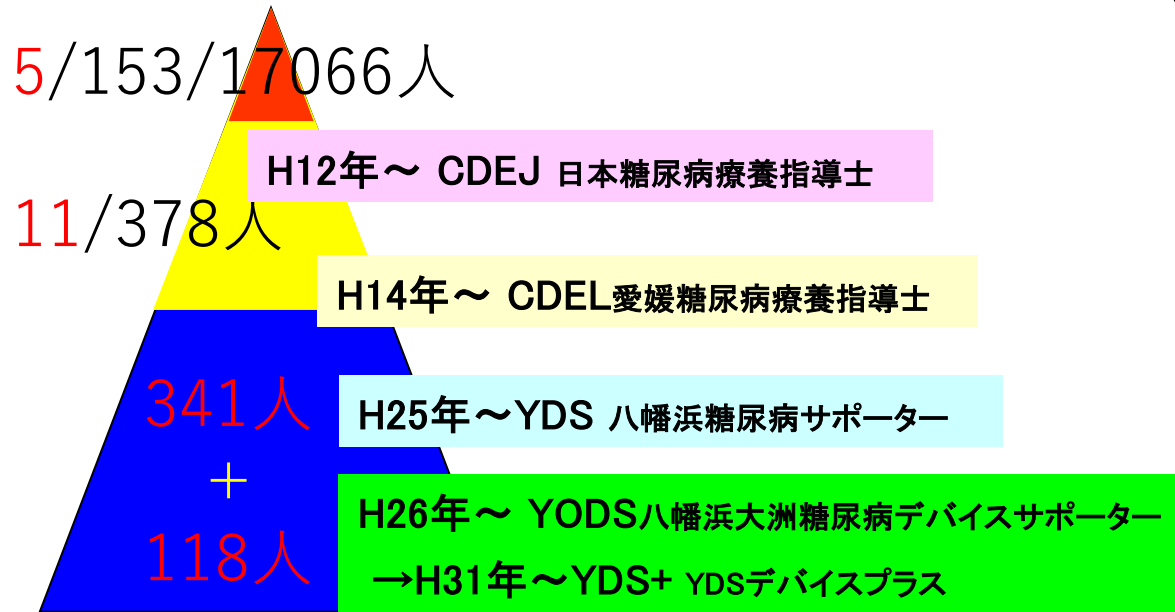 5/153/17066人
H12年～ CDEJ 日本糖尿病療養指導士
11/378人
H14年～ CDEL愛媛糖尿病療養指導士
341人
H25年～YDS 八幡浜糖尿病サポーター
＋
118人
H26年～ YODS八幡浜大洲糖尿病デバイスサポーター
→H31年～YDS+ YDSデバイスプラス